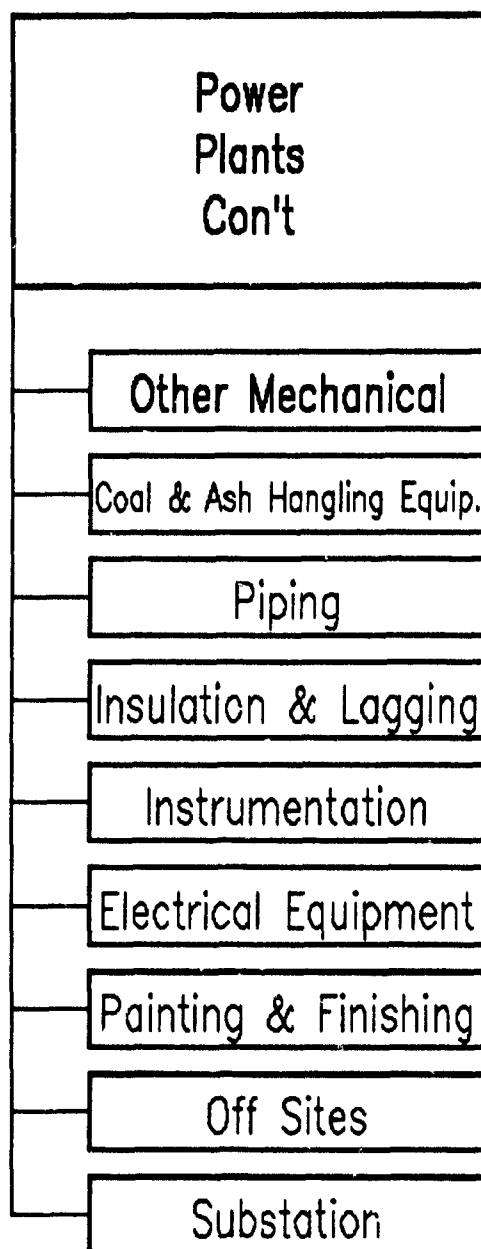 Power
Plants
Con't
Other Mechanical
Coal & Ash Hangling Equip.
Piping
Insulation & Lagging
Instrumentation
Electrical Equipment
Painting & Finishing
Off Sites
Substation